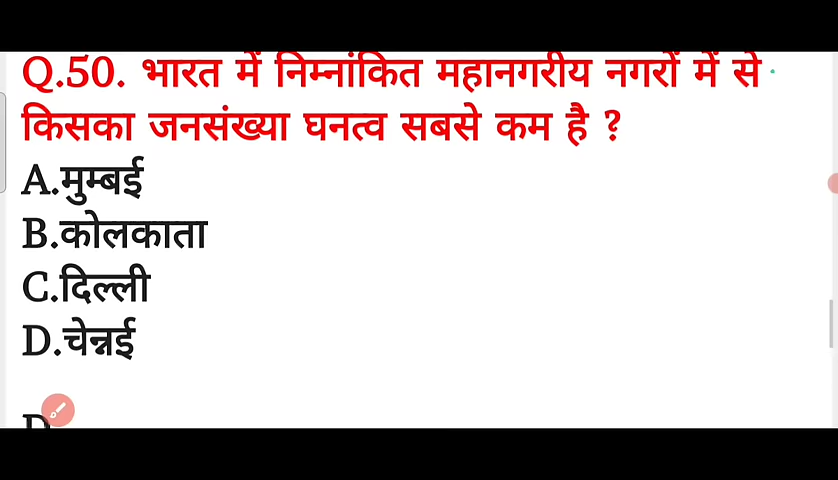 Q.50. भारत में निम्नांकित महानगरीय नगरों में से
किसका जनसंख्या घनत्व सबसे कम है ?
A.मुम्बई
B.कोलकाता
C.दिल्ली
D.चेन्नई
D